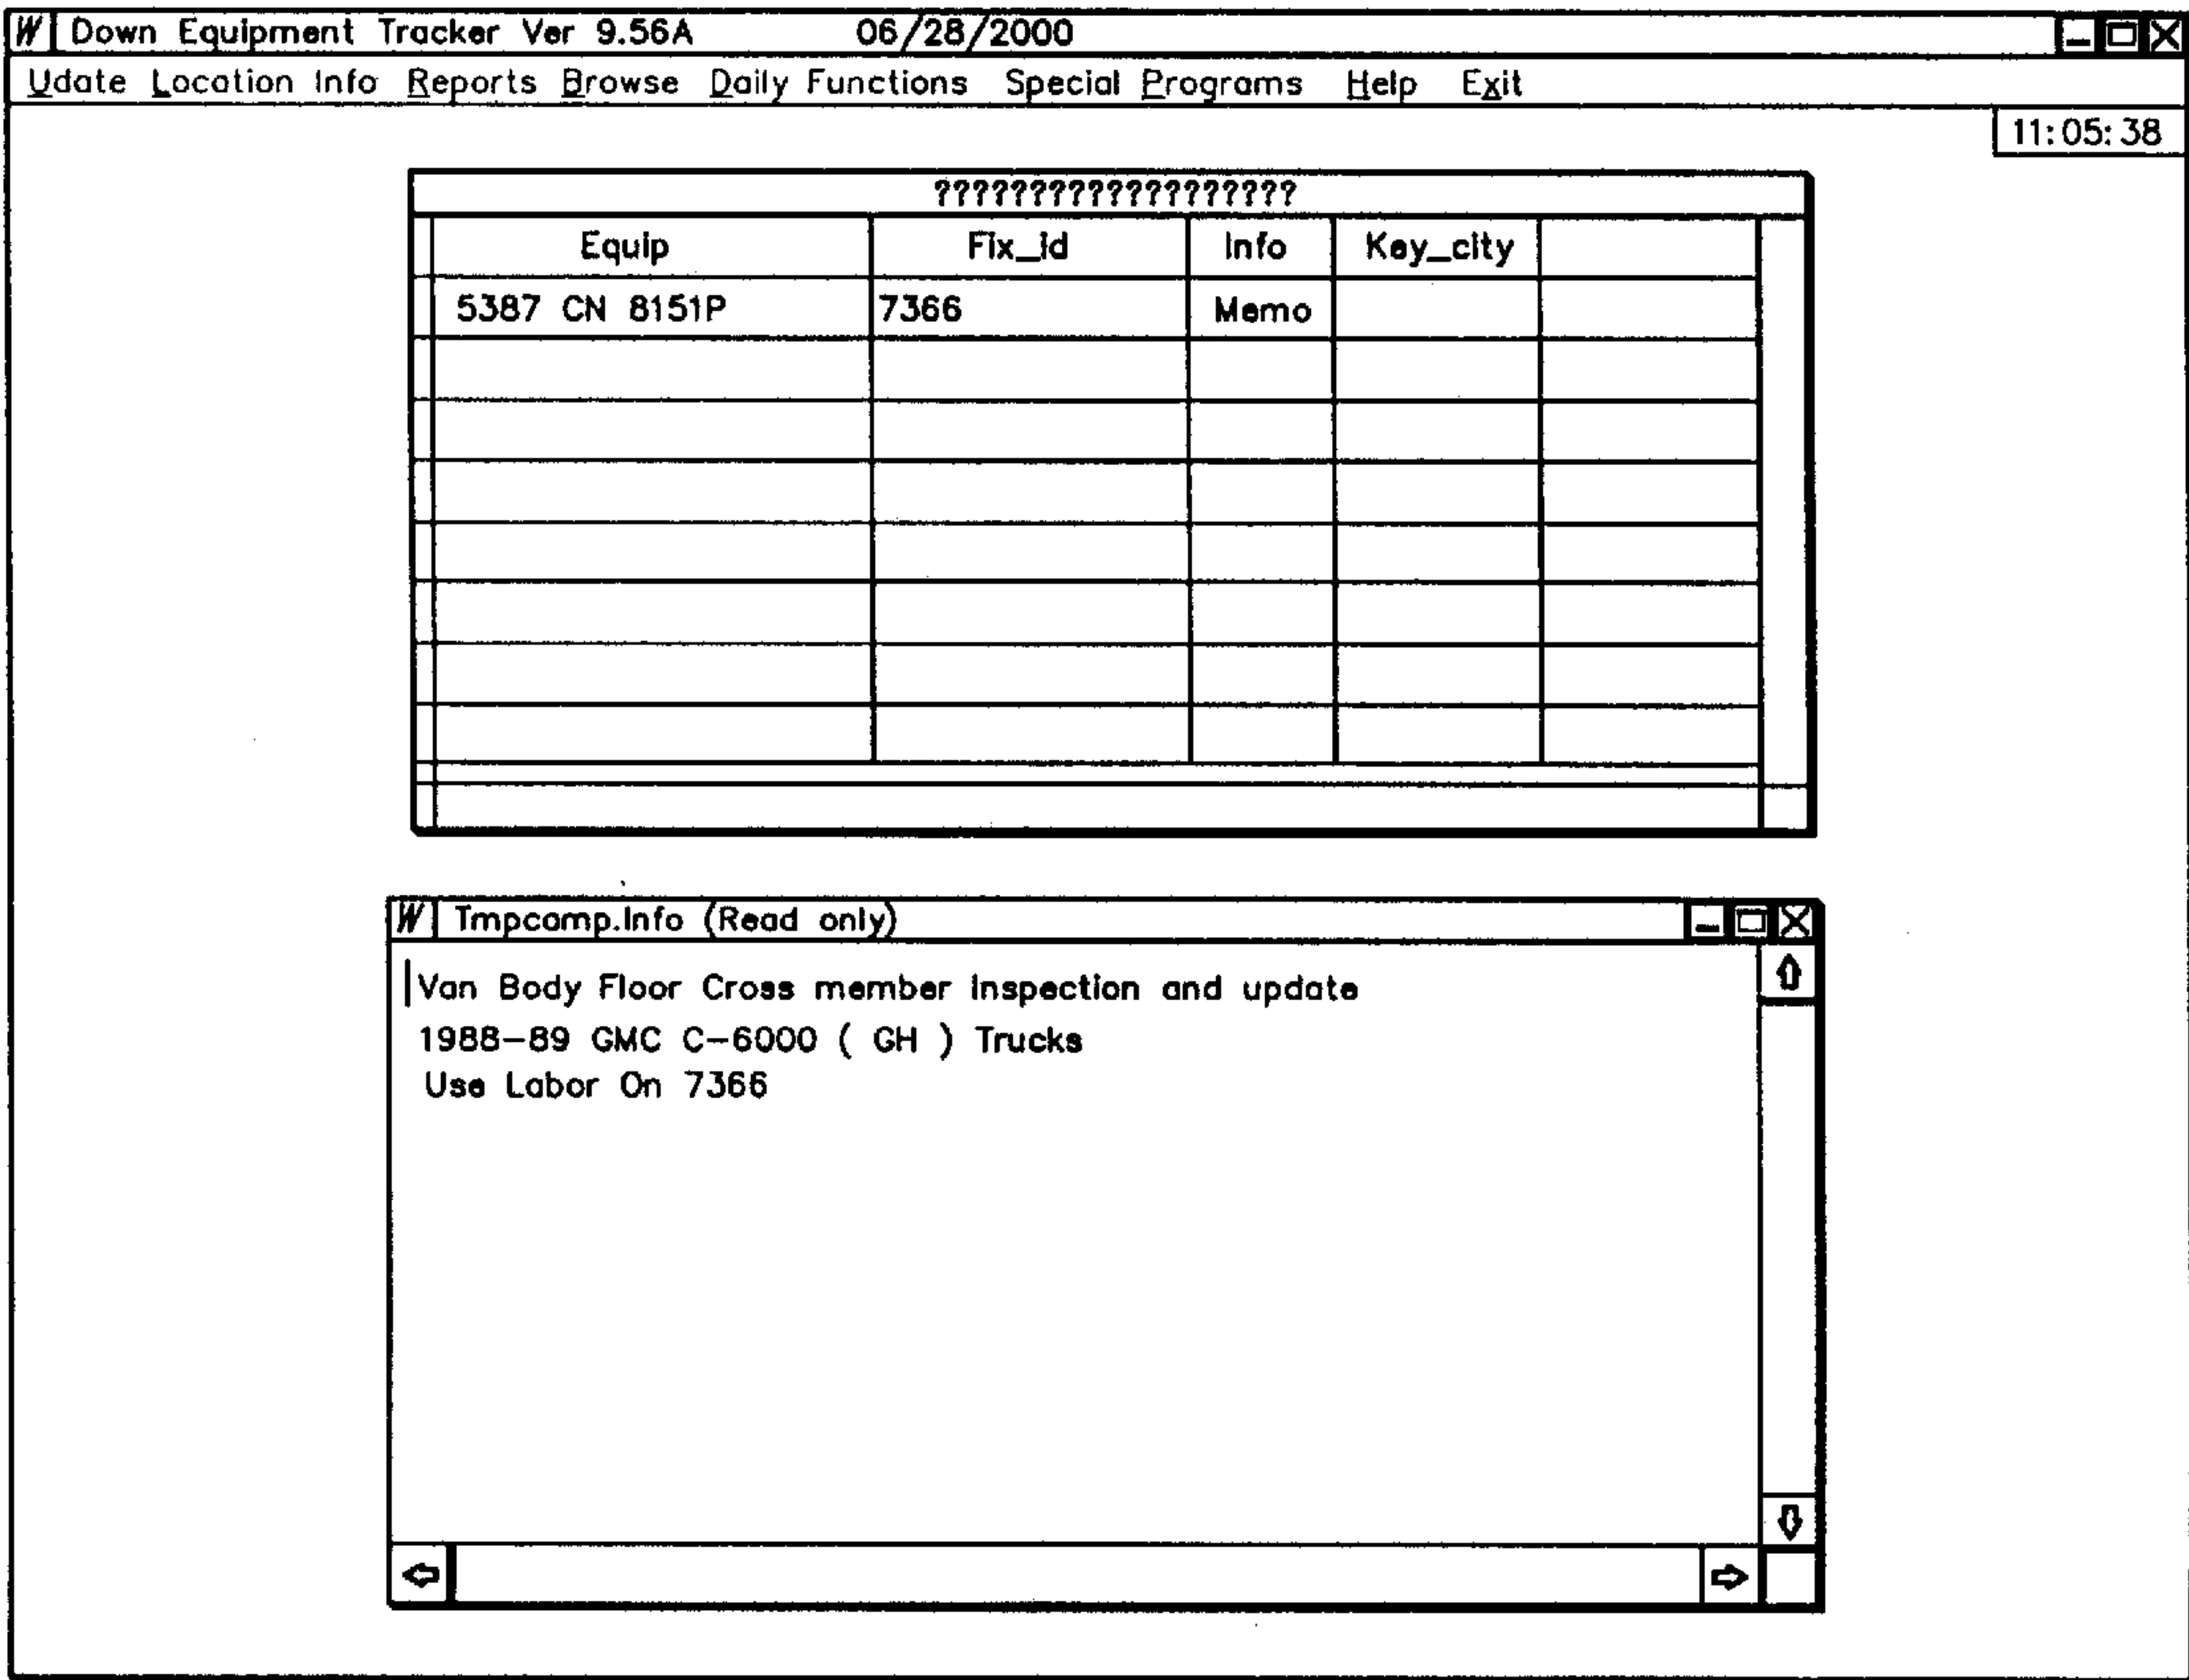 W Down Equipment Tracker Ver 9.56A 06/28/2000
Udate Location Info Reports Browse Daily Functions Special Programs Help Exit
11:05:38
???????????????????
Equip Fix_id Info Key_city
5387 CN 8151P 7366 Memo
W Tmpcamp.Info (Read only)
Van Body Floor Cross member Inspection and update
1988-89 GMC C-6000 ( GH ) Trucks
Use Labor On 7366